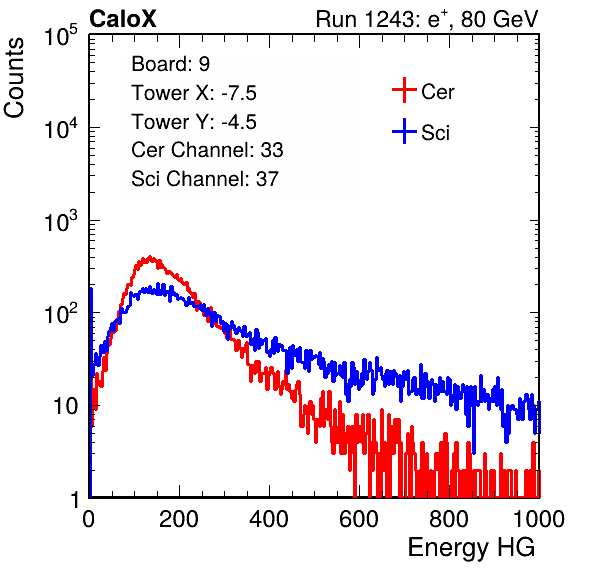 CaloX Run 1243: e⁺, 80 GeV
Counts
10⁵
10⁴
10³
10²
10
1
Board: 9
Tower X: -7.5
Tower Y: -4.5
Cer Channel: 33
Sci Channel: 37
Cer
Sci
0 200 400 600 800 1000
Energy HG